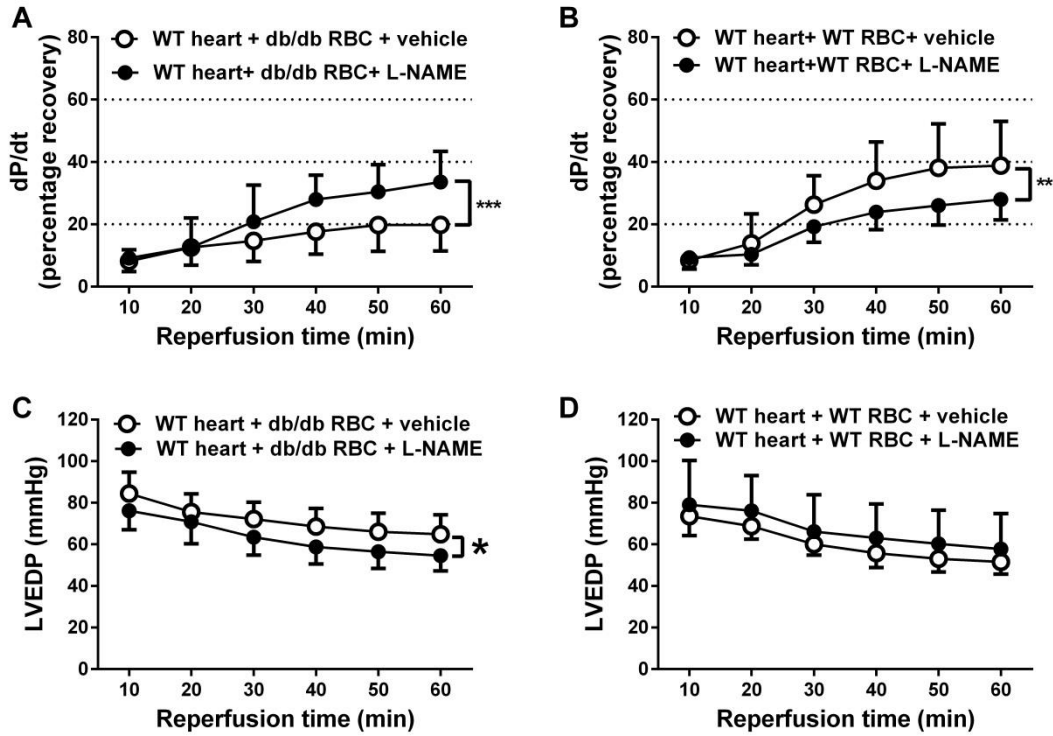 A
WT heart + db/db RBC + vehicle
WT heart+ db/db RBC+ L-NAME
dP/dt
(percentage recovery)
80
60
40
20
0
***
10 20 30 40 50 60
Reperfusion time (min)
B
WT heart+ WT RBC+ vehicle
WT heart+WT RBC+ L-NAME
dP/dt
(percentage recovery)
80
60
40
20
0
**
10 20 30 40 50 60
Reperfusion time (min)
C
WT heart + db/db RBC + vehicle
WT heart + db/db RBC + L-NAME
LVEDP (mmHg)
120
100
80
60
40
20
0
*
10 20 30 40 50 60
Reperfusion time (min)
D
WT heart + WT RBC + vehicle
WT heart + WT RBC + L-NAME
LVEDP (mmHg)
120
100
80
60
40
20
0
10 20 30 40 50 60
Reperfusion time (min)